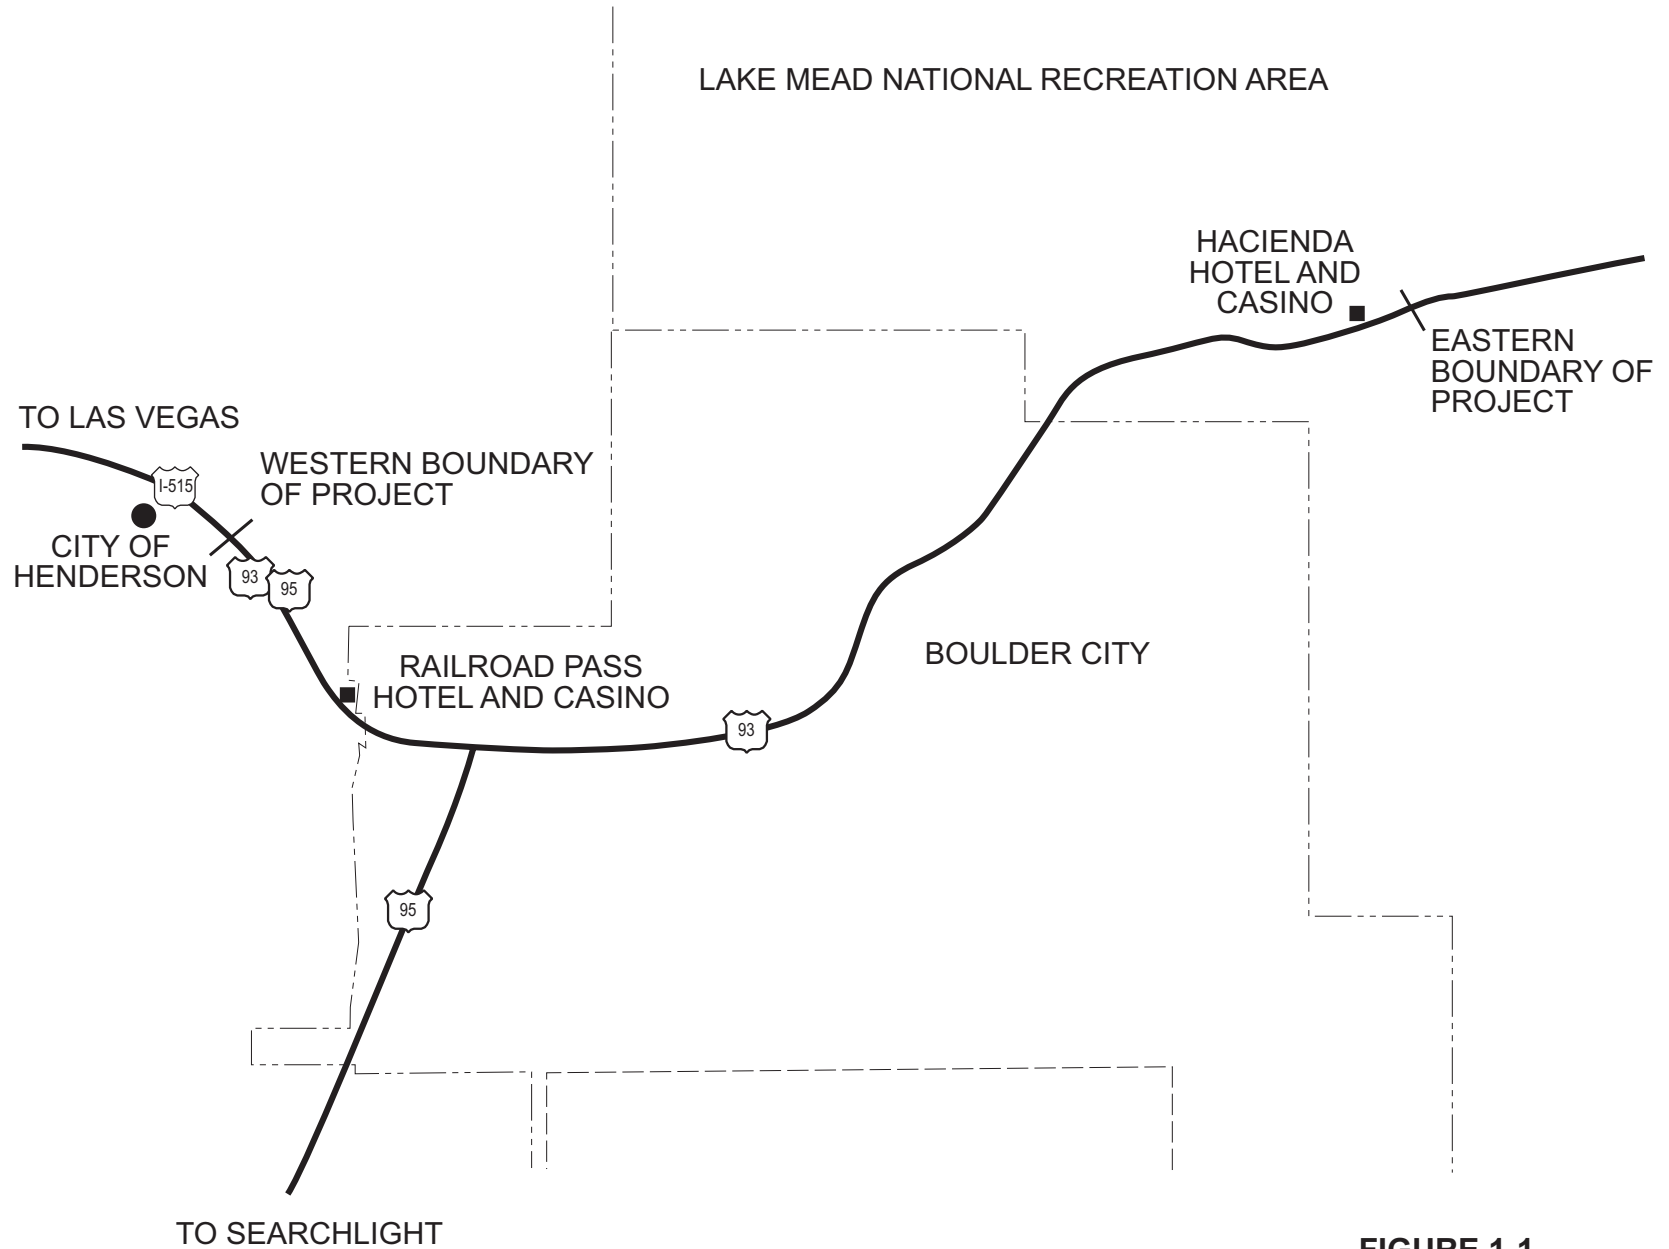 LAKE MEAD NATIONAL RECREATION AREA
HACIENDA
HOTEL AND
CASINO
EASTERN
BOUNDARY OF
PROJECT
TO LAS VEGAS
WESTERN BOUNDARY
OF PROJECT
I-515
CITY OF
HENDERSON
93
95
RAILROAD PASS
HOTEL AND CASINO
BOULDER CITY
93
95
TO SEARCHLIGHT
FIGURE 1-1